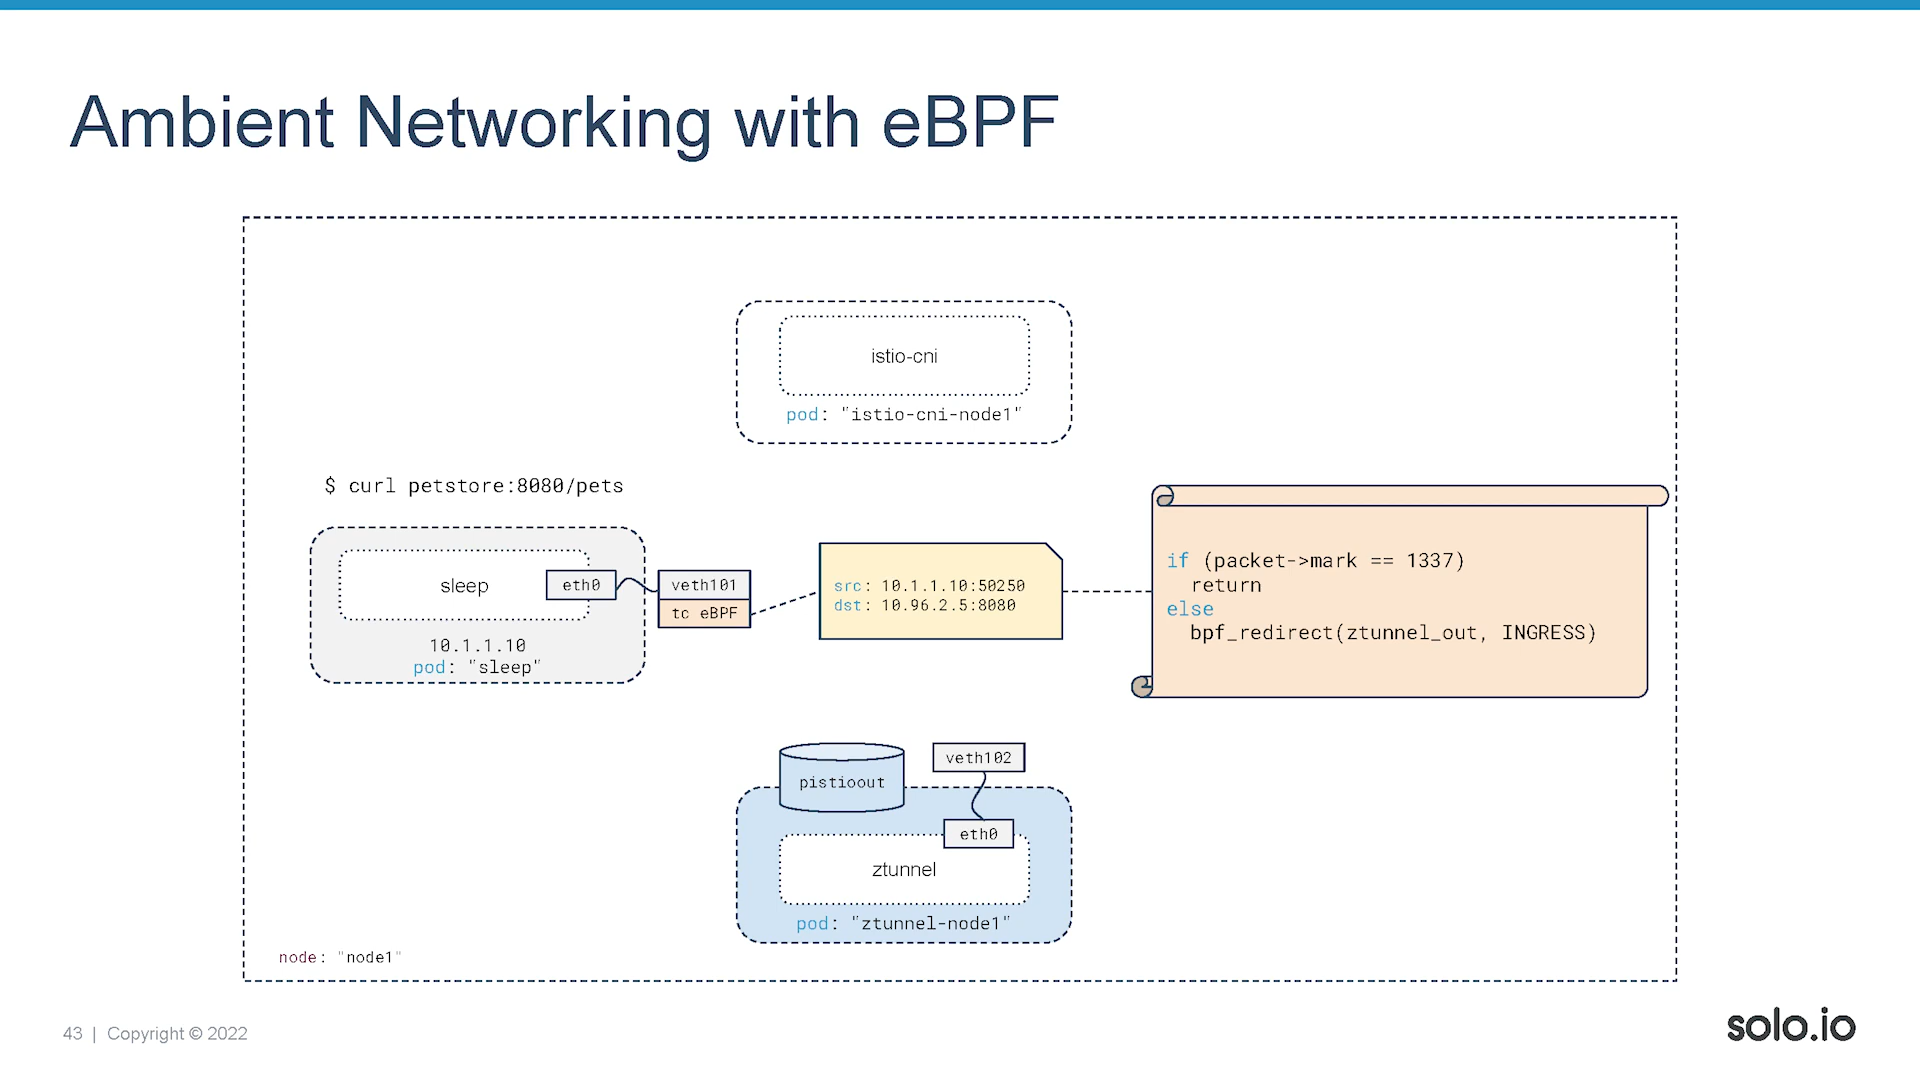 Ambient Networking with eBPF
istio-cni
pod: "istio-cni-node1"
$ curl petstore:8080/pets
sleep
eth0
veth101
tc eBPF
10.1.1.10
pod: "sleep"
src: 10.1.1.10:50250
dst: 10.96.2.5:8080
if (packet->mark == 1337)
return
else
bpf_redirect(ztunnel_out, INGRESS)
pistioout
veth102
eth0
ztunnel
pod: "ztunnel-node1"
node: "node1"
43 | Copyright © 2022
solo.io